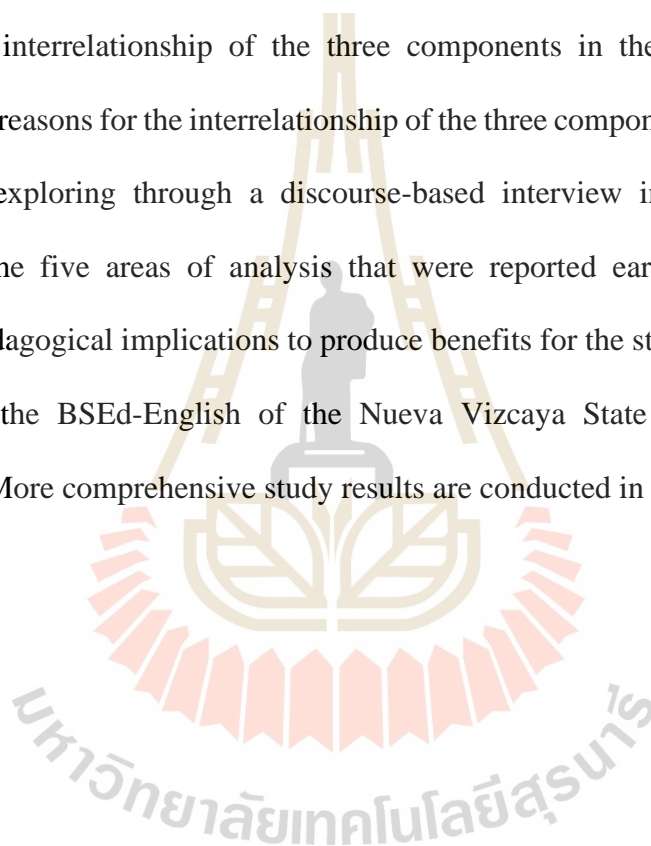 interrelationship of the three components in the
reasons for the interrelationship of the three compon
exploring through a discourse-based interview in
he five areas of analysis that were reported ear
dagogical implications to produce benefits for the st
the BSEd-English of the Nueva Vizcaya State
More comprehensive study results are conducted in
มหาวิทยาลัยเทคโนโลยีสุรนารี